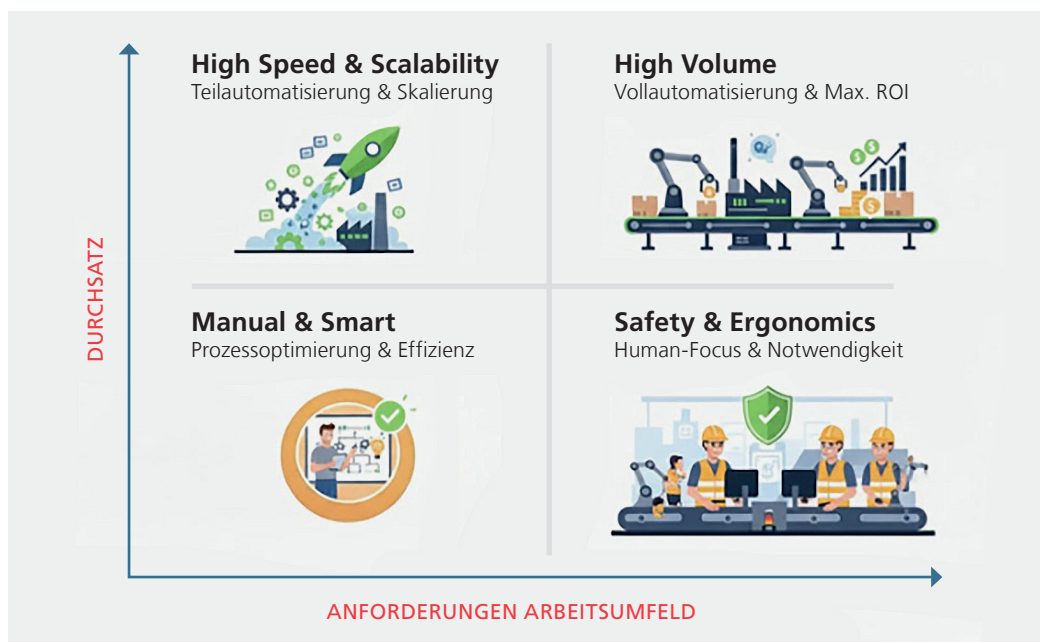 High Speed & Scalability
Teilautomatisierung & Skalierung
High Volume
Vollautomatisierung & Max. ROI
$
$
$
DURCHSATZ
Manual & Smart
Prozessoptimierung & Effizienz
Safety & Ergonomics
Human-Focus & Notwendigkeit
ANFORDERUNGEN ARBEITSUMFELD